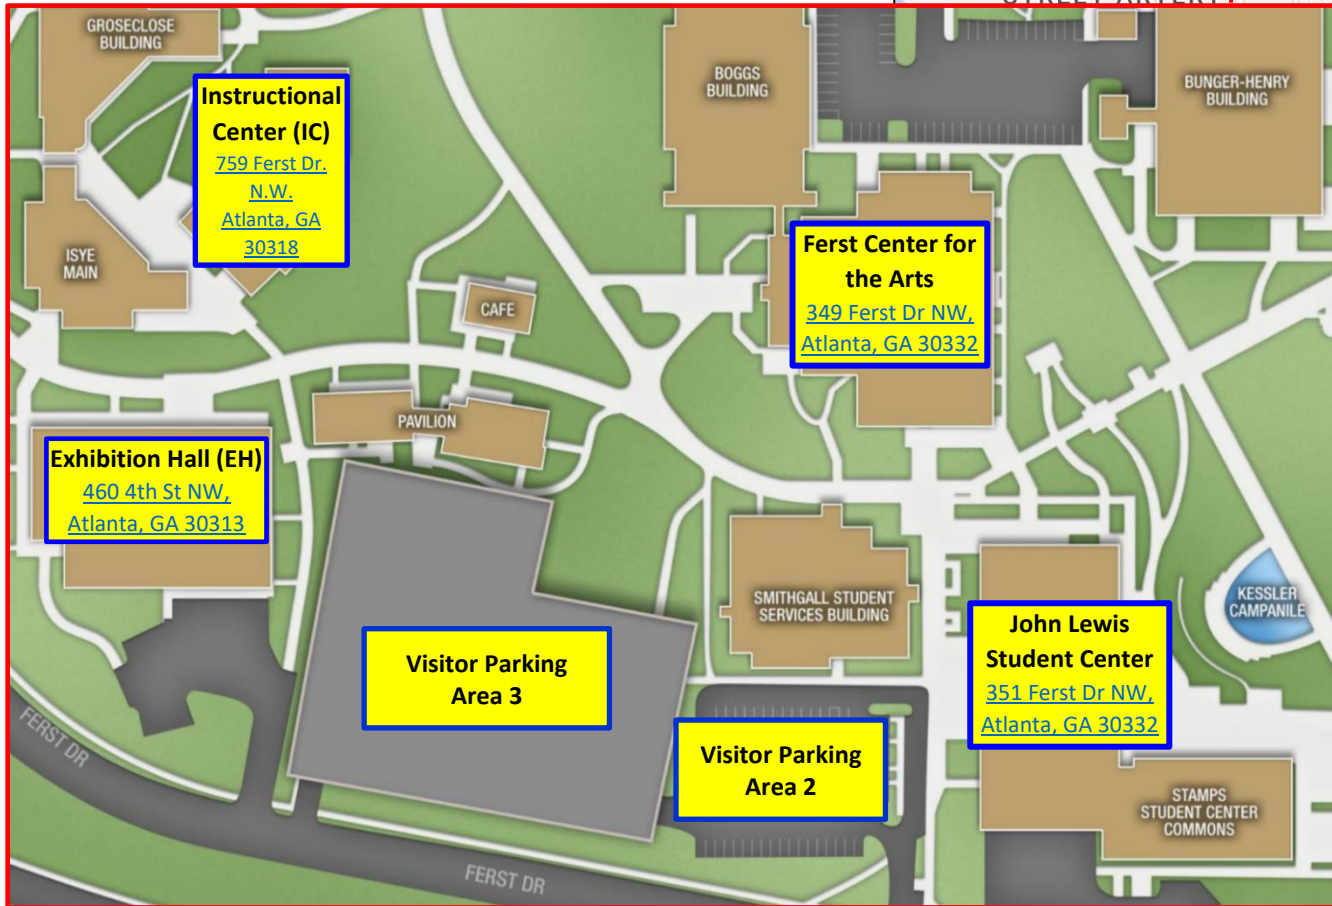 STREET ARTERY!
GROSECLOSE
BUILDING
Instructional
Center (IC)
759 Ferst Dr.
N.W.
Atlanta, GA
30318
BOGGS
BUILDING
BUNGER-HENRY
BUILDING
ISYE
MAIN
Ferst Center for
the Arts
349 Ferst Dr NW,
Atlanta, GA 30332
CAFE
PAVILION
Exhibition Hall (EH)
460 4th St NW,
Atlanta, GA 30313
SMITHGALL STUDENT
SERVICES BUILDING
KESSLER
CAMPANILE
John Lewis
Student Center
351 Ferst Dr NW,
Atlanta, GA 30332
Visitor Parking
Area 3
FERST DR
Visitor Parking
Area 2
STAMPS
STUDENT CENTER
COMMONS
FERST DR